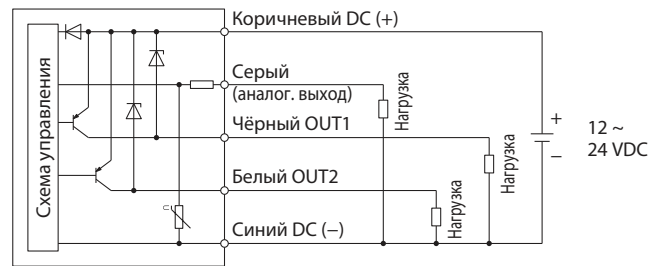 Коричневый DC (+)
Серый
(аналог. выход)
Чёрный OUT1
Белый OUT2
Синий DC (−)
Схема управления
Нагрузка
Нагрузка
Нагрузка
+
−
12 ~
24 VDC